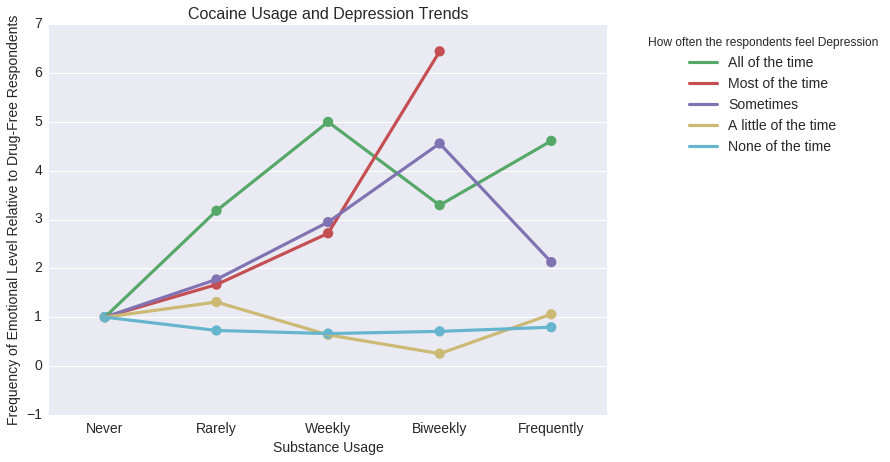 Cocaine Usage and Depression Trends
Frequency of Emotional Level Relative to Drug-Free Respondents
7
6
5
4
3
2
1
0
−1
Never Rarely Weekly Biweekly Frequently
Substance Usage
How often the respondents feel Depression
All of the time
Most of the time
Sometimes
A little of the time
None of the time